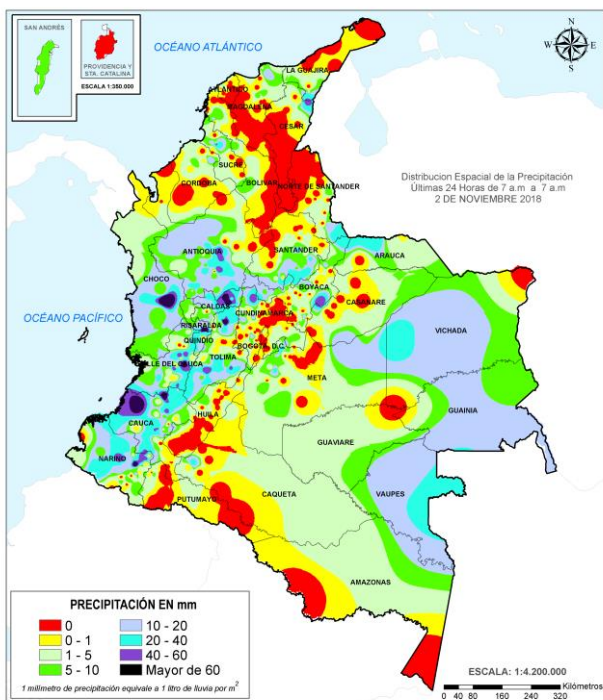 SAN ANDRÉS
PROVIDENCIA Y
STA. CATALINA
ESCALA 1:350.000
OCÉANO ATLÁNTICO
N
W E
S
LA GUAJIRA
ATLANTICO
MAGDALENA
CESAR
Distribucion Espacial de la Precipitación
Últimas 24 Horas de 7 a.m a 7 a.m
2 DE NOVIEMBRE 2018
SUCRE
CORDOBA
BOLIVAR
NORTE DE SANTANDER
ANTIOQUIA
SANTANDER
ARAUCA
CHOCO
BOYACA
CASANARE
OCÉANO PACÍFICO
CALDAS
CUNDINAMARCA
VICHADA
RISARALDA
QUINDIO
BOGOTA, D.C.
TOLIMA
VALLE DEL CAUCA
META
GUAINIA
CAUCA
HUILA
GUAVIARE
NARIÑO
CAQUETA
VAUPES
PUTUMAYO
AMAZONAS
PRECIPITACIÓN EN mm
0 10 - 20
0 - 1 20 - 40
1 - 5 40 - 60
5 - 10 Mayor de 60
1 milímetro de precipitación equivale a 1 litro de lluvia por m2
ESCALA: 1:4.200.000
0 40 80 160 240 320
Kilómetros